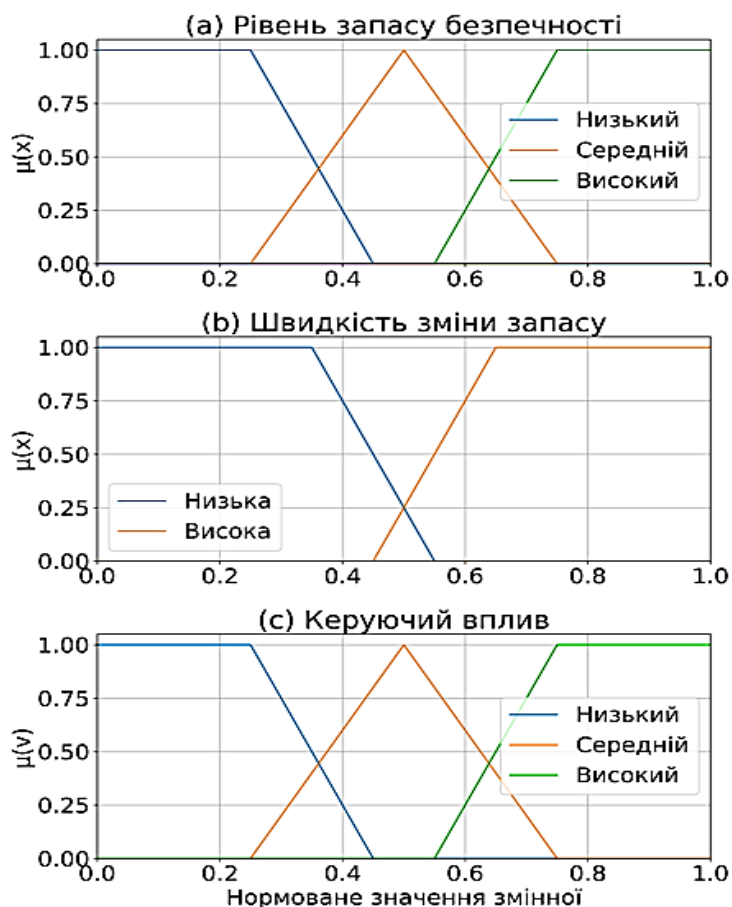 (a) Рівень запасу безпечності
1.00
0.75
0.50
0.25
0.00
μ(x)
Низький
Середній
Високий
0.0 0.2 0.4 0.6 0.8 1.0
(b) Швидкість зміни запасу
1.00
0.75
0.50
0.25
0.00
μ(x)
Низька
Висока
0.0 0.2 0.4 0.6 0.8 1.0
(c) Керуючий вплив
1.00
0.75
0.50
0.25
0.00
μ(v)
Низький
Середній
Високий
0.0 0.2 0.4 0.6 0.8 1.0
Нормоване значення змінної